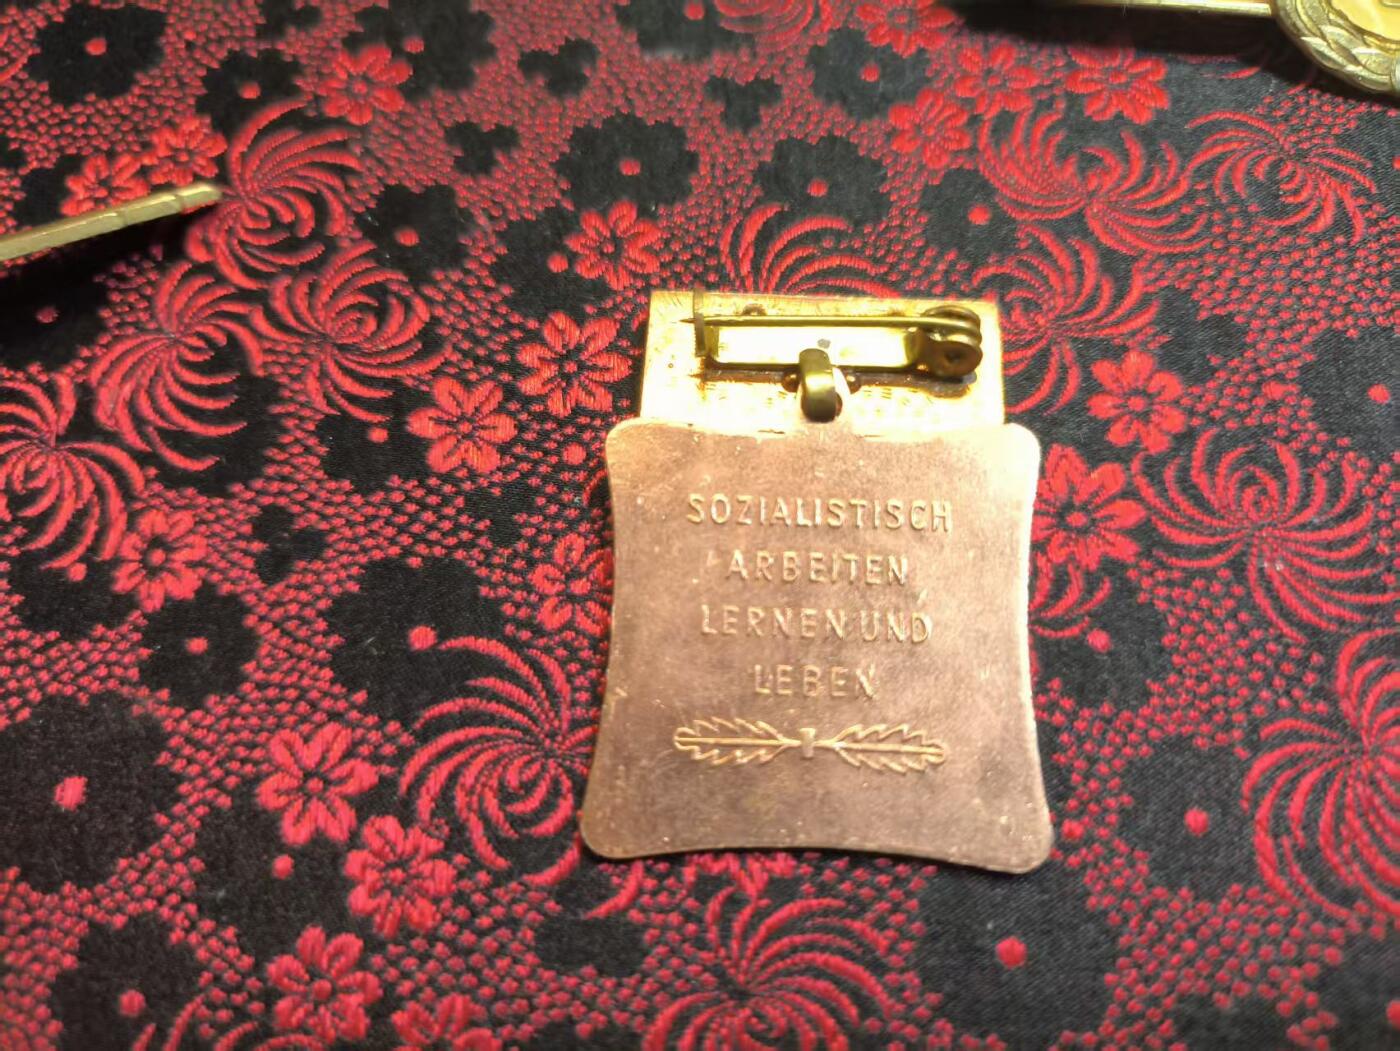 SOZIALISTISCH
ARBEITEN,
LERNEN UND
LEBEN